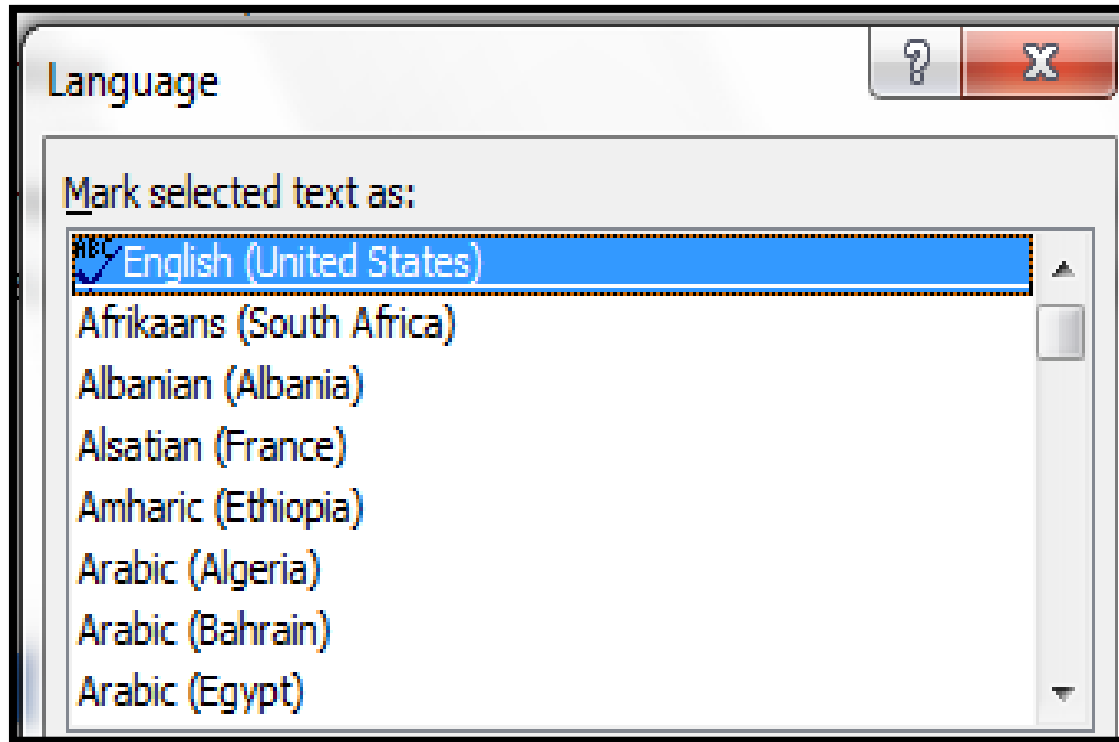 Language
Mark selected text as:
ABC English (United States)
Afrikaans (South Africa)
Albanian (Albania)
Alsatian (France)
Amharic (Ethiopia)
Arabic (Algeria)
Arabic (Bahrain)
Arabic (Egypt)